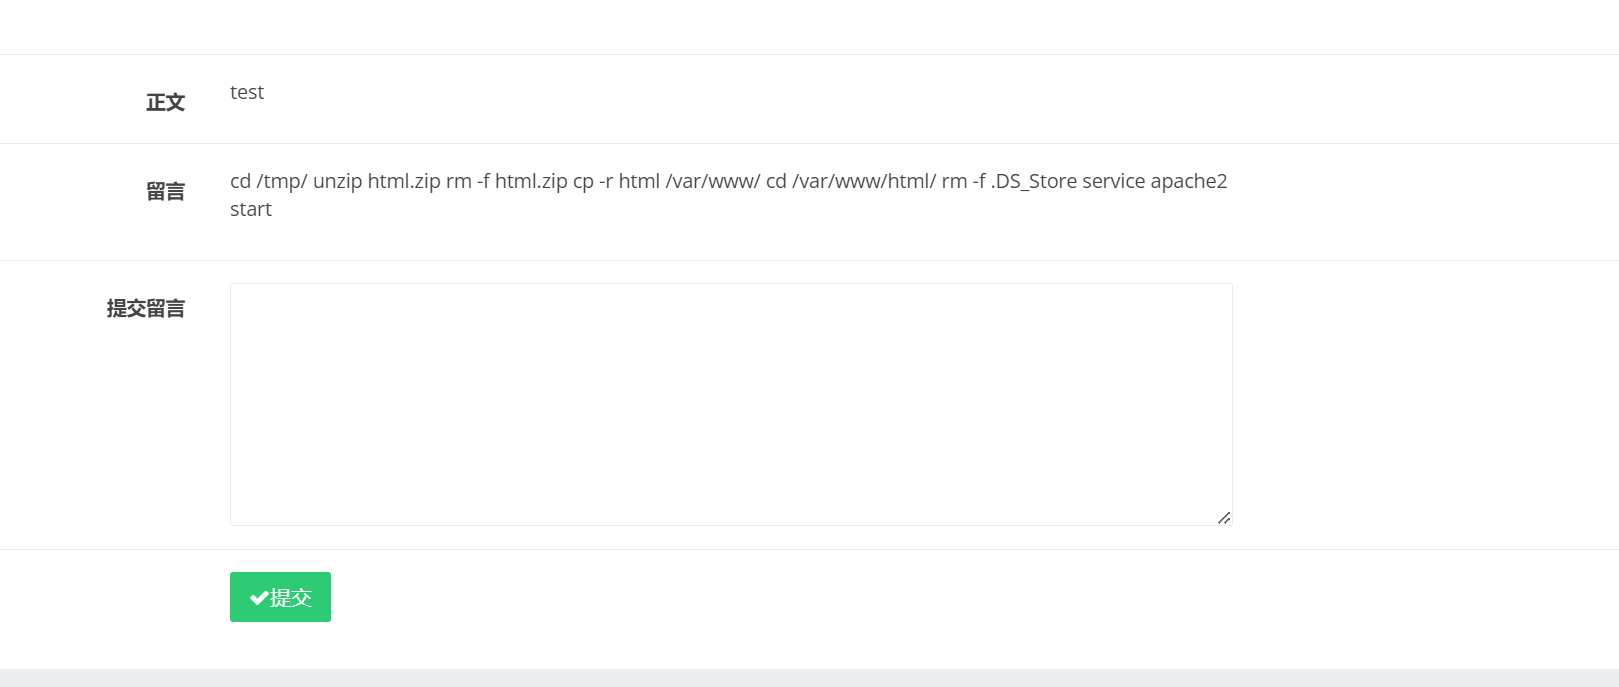 正文 test
留言 cd /tmp/ unzip html.zip rm -f html.zip cp -r html /var/www/ cd /var/www/html/ rm -f .DS_Store service apache2
start
提交留言
提交